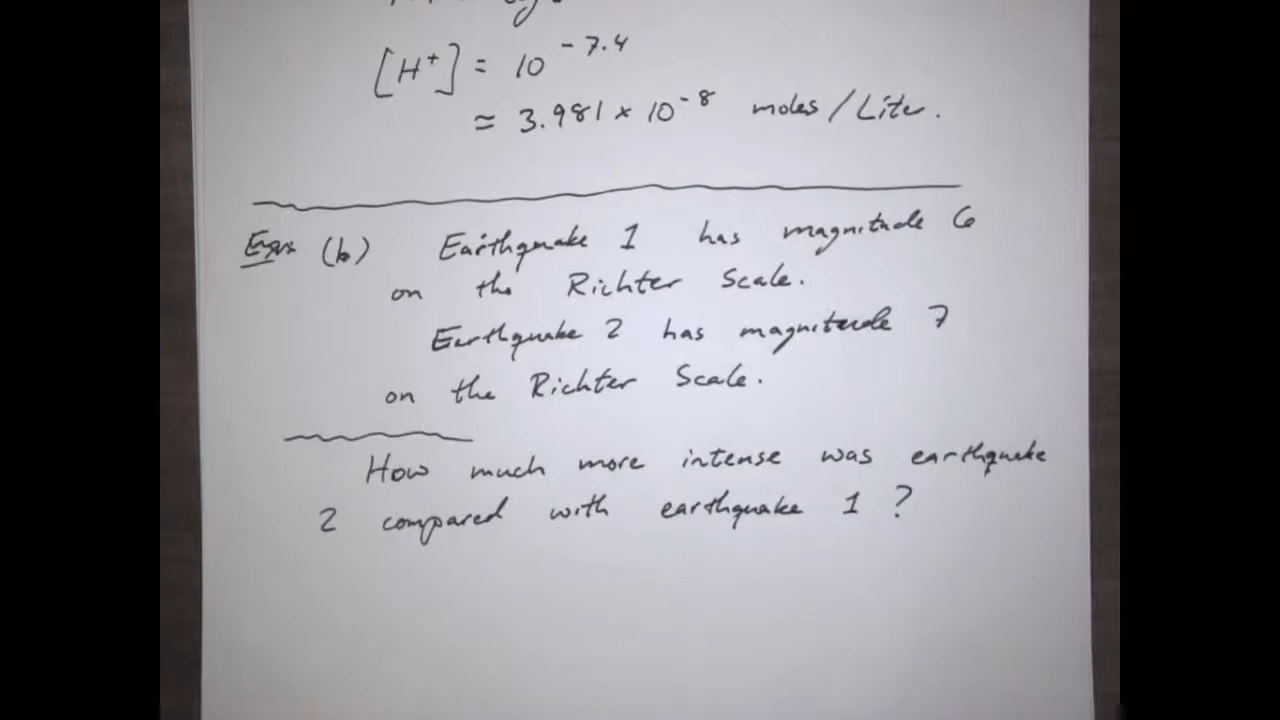 [H⁺] = 10^-7.4
≈ 3.981 × 10^-8 moles/Liter.
(b) Earthquake 1 has magnitude 6
on the Richter Scale.
Earthquake 2 has magnitude 7
on the Richter Scale.
How much more intense was earthquake
2 compared with earthquake 1 ?